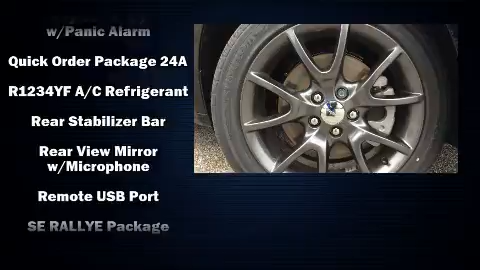 w/Panic Alarm
Quick Order Package 24A
R1234YF A/C Refrigerant
Rear Stabilizer Bar
Rear View Mirror
w/Microphone
Remote USB Port
SE RALLYE Package